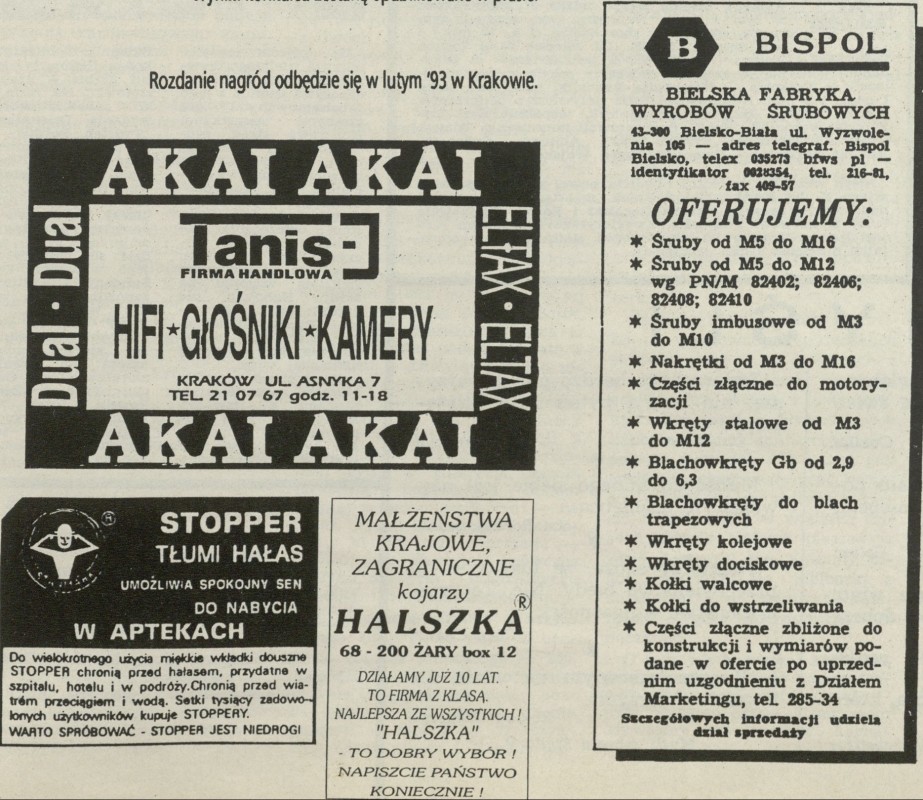 Rozdanie nagród odbędzie się w lutym '93 w Krakowie.
AKAI AKAI
Dual · Dual
Tanis-J
FIRMA HANDLOWA
HIFI*GŁOŚNIKI*KAMERY
KRAKÓW UL. ASNYKA 7
TEL. 21 07 67 godz. 11-18
ELTAX · ELTAX
AKAI AKAI
®
STOPPER
TŁUMI HAŁAS
UMOŻLIWIA SPOKOJNY SEN
DO NABYCIA
W APTEKACH
Do wielokrotnego użycia miękkie wkładki douszne
STOPPER chronią przed hałasem, przydatne w
szpitalu, hotelu i w podróży.Chronią przed wia-
trem przeciągiem i wodą. Setki tysięcy zadowo-
lonych użytkowników kupuje STOPPERY.
WARTO SPRÓBOWAĆ - STOPPER JEST NIEDROGI
MAŁŻEŃSTWA
KRAJOWE,
ZAGRANICZNE
kojarzy
HALSZKA®
68 - 200 ŻARY box 12
DZIAŁAMY JUŻ 10 LAT.
TO FIRMA Z KLASĄ.
NAJLEPSZA ZE WSZYSTKICH !
"HALSZKA"
- TO DOBRY WYBÓR !
NAPISZCIE PAŃSTWO
KONIECZNIE !
B BISPOL
BIELSKA FABRYKA
WYROBÓW ŚRUBOWYCH
43-300 Bielsko-Biała ul. Wyzwole-
nia 105 — adres telegraf. Bispol
Bielsko, telex 035273 bfws pl —
identyfikator 0028354, tel. 216-81,
fax 409-57
OFERUJEMY:
* Śruby od M5 do M16
* Śruby od M5 do M12
wg PN/M 82402; 82406;
82408; 82410
* Śruby imbusowe od M3
do M10
* Nakrętki od M3 do M16
* Części złączne do motory-
zacji
* Wkręty stalowe od M3
do M12
* Blachowkręty Gb od 2,9
do 6,3
* Blachowkręty do blach
trapezowych
* Wkręty kolejowe
* Wkręty dociskowe
* Kołki walcowe
* Kołki do wstrzeliwania
* Części złączne zbliżone do
konstrukcji i wymiarów po-
dane w ofercie po uprzed-
nim uzgodnieniu z Działem
Marketingu, tel. 285-34
Szczegółowych informacji udziela
dział sprzedaży